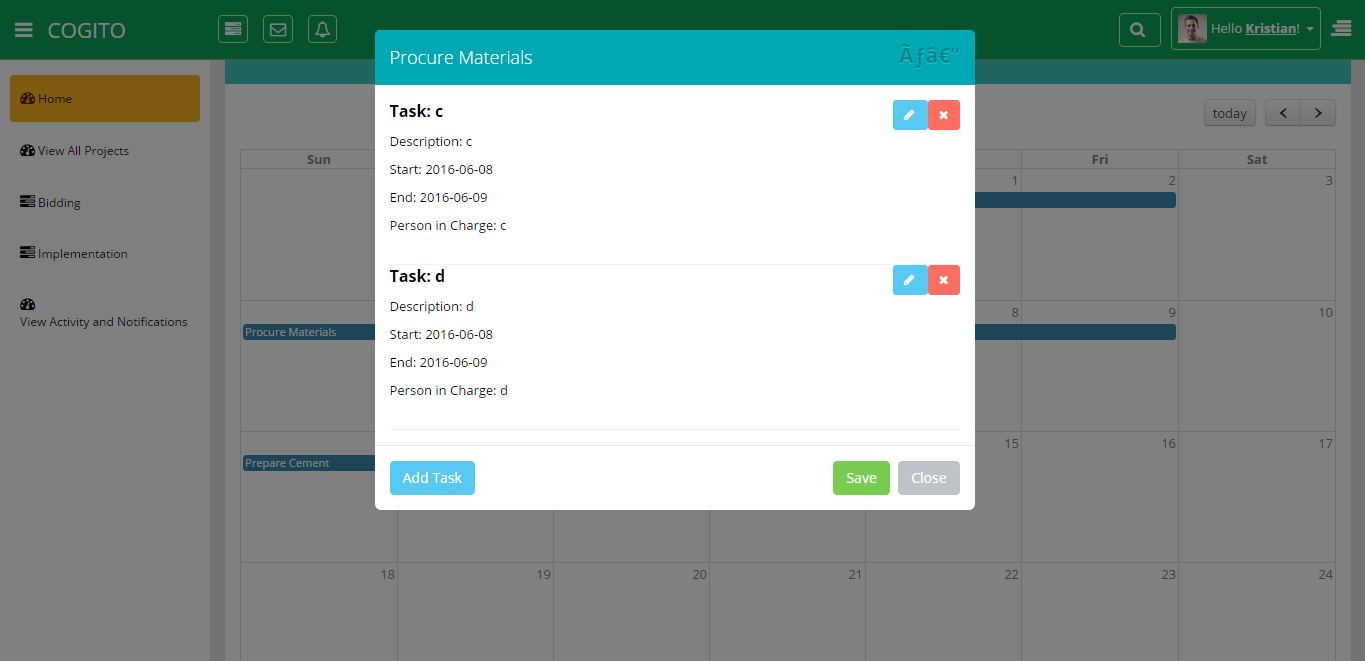 COGITO
Hello Kristian!
Procure Materials
Ãƒâ€”
Home
View All Projects
Bidding
Implementation
View Activity and Notifications
today
Sun
Fri
Sat
1
2
3
Procure Materials
8
9
10
Prepare Cement
15
16
17
18
19
20
21
22
23
24
Task: c
Description: c
Start: 2016-06-08
End: 2016-06-09
Person in Charge: c
Task: d
Description: d
Start: 2016-06-08
End: 2016-06-09
Person in Charge: d
Add Task
Save
Close